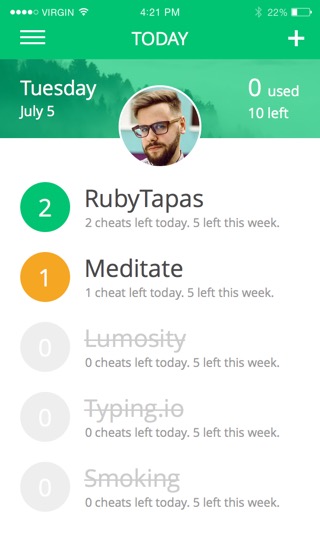 VIRGIN 4:21 PM 22%
TODAY
Tuesday
July 5
0 used
10 left
2 RubyTapas
2 cheats left today. 5 left this week.
1 Meditate
1 cheat left today. 5 left this week.
0 Lumosity
0 cheats left today. 5 left this week.
0 Typing.io
0 cheats left today. 5 left this week.
0 Smoking
0 cheats left today. 5 left this week.